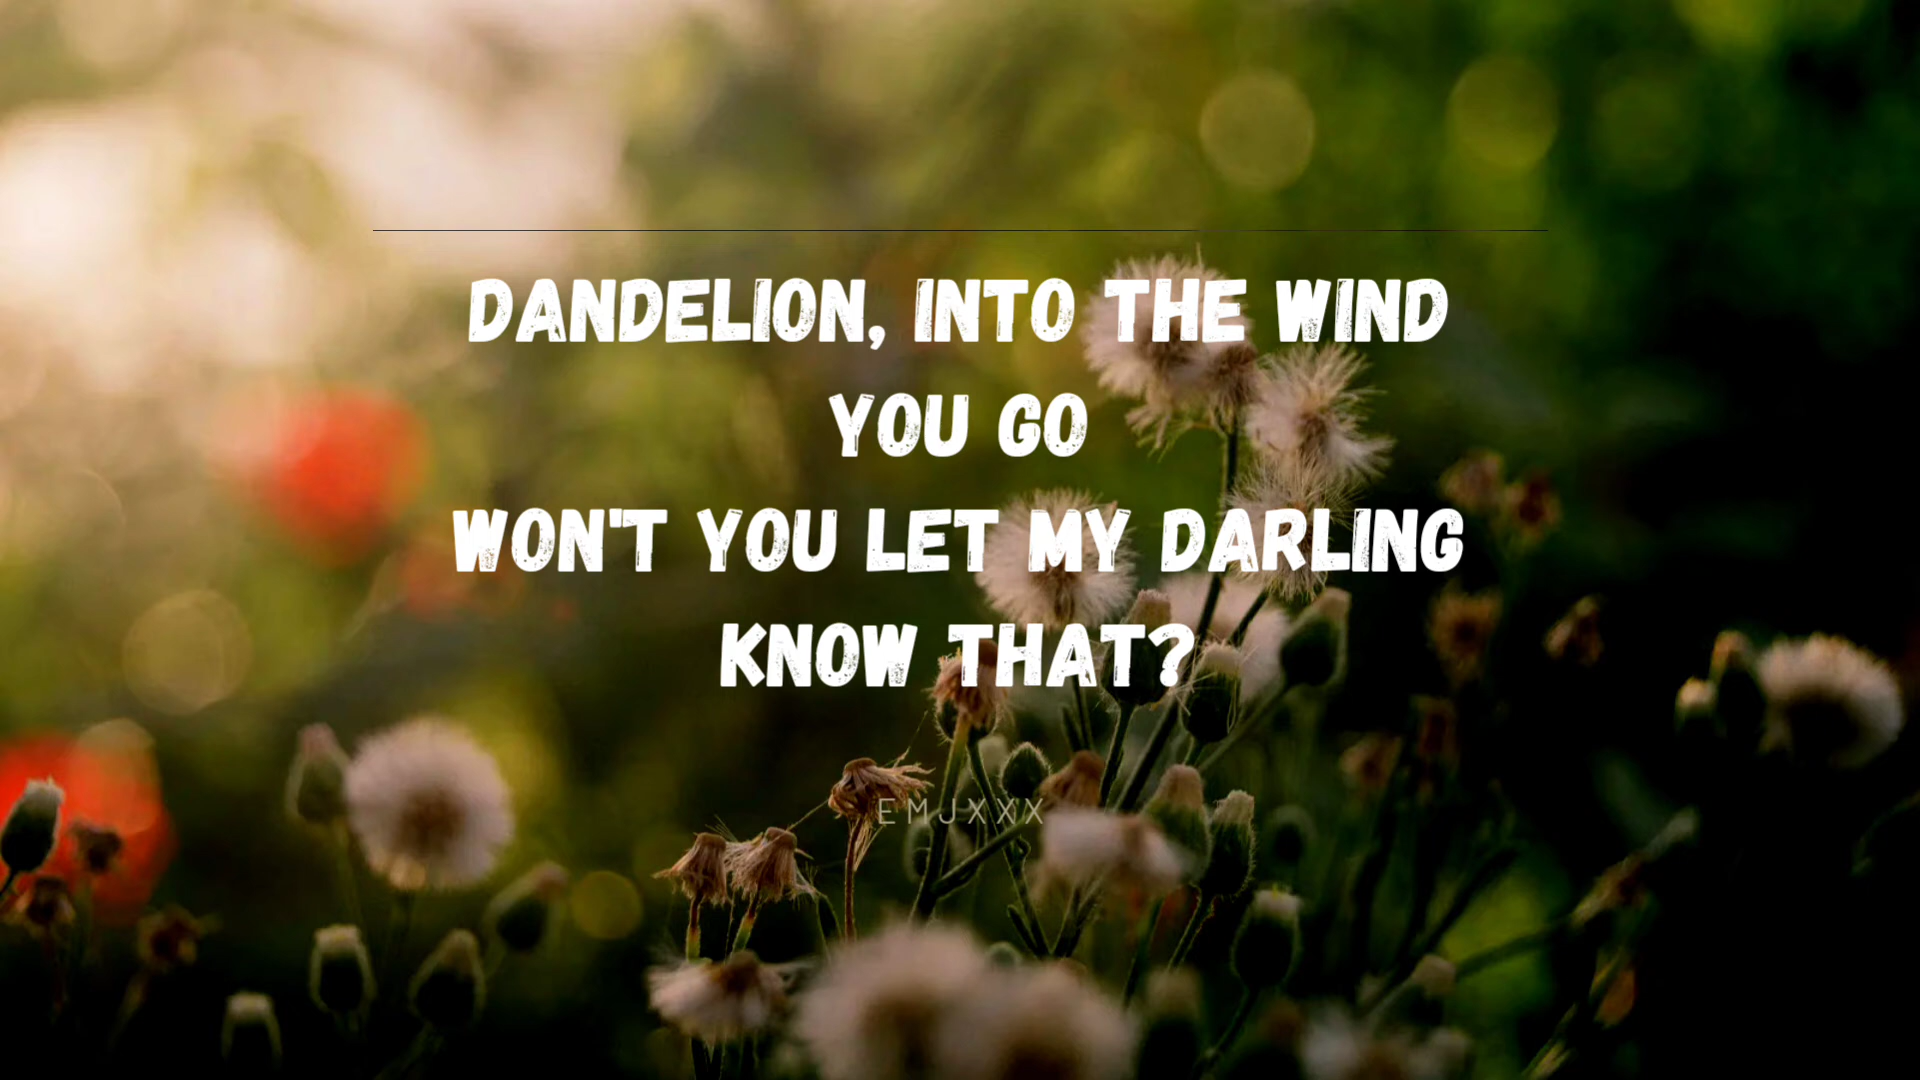 DANDELION, INTO THE WIND
YOU GO
WON'T YOU LET MY DARLING
KNOW THAT?
EMJXXX